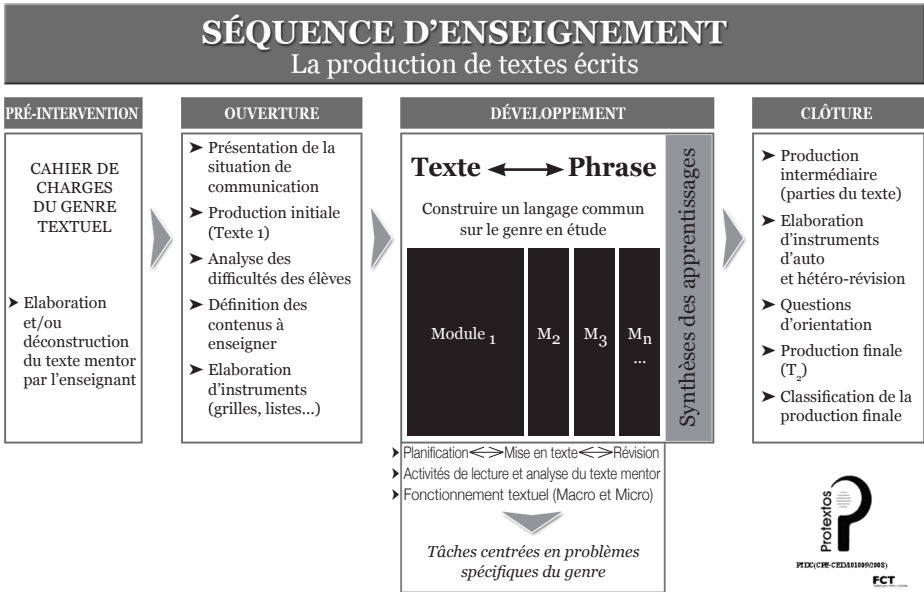 SÉQUENCE D'ENSEIGNEMENT
La production de textes écrits
PRÉ-INTERVENTION
CAHIER DE
CHARGES
DU GENRE
TEXTUEL
➤ Elaboration
et/ou
déconstruction
du texte mentor
par l'enseignant
OUVERTURE
➤ Présentation de la
situation de
communication
➤ Production initiale
(Texte 1)
➤ Analyse des
difficultés des élèves
➤ Définition des
contenus à
enseigner
➤ Elaboration
d'instruments
(grilles, listes...)
DÉVELOPPEMENT
Texte ⟷ Phrase
Construire un langage commun
sur le genre en étude
Module 1
M2
M3
Mn
...
Synthèses des apprentissages
➤ Planification <--> Mise en texte <--> Révision
➤ Activités de lecture et analyse du texte mentor
➤ Fonctionnement textuel (Macro et Micro)
Tâches centrées en problèmes
spécifiques du genre
CLÔTURE
➤ Production
intermédiaire
(parties du texte)
➤ Elaboration
d'instruments
d'auto
et hétéro-révision
➤ Questions
d'orientation
➤ Production finale
(T2)
➤ Classification de la
production finale
Protextos
FCT